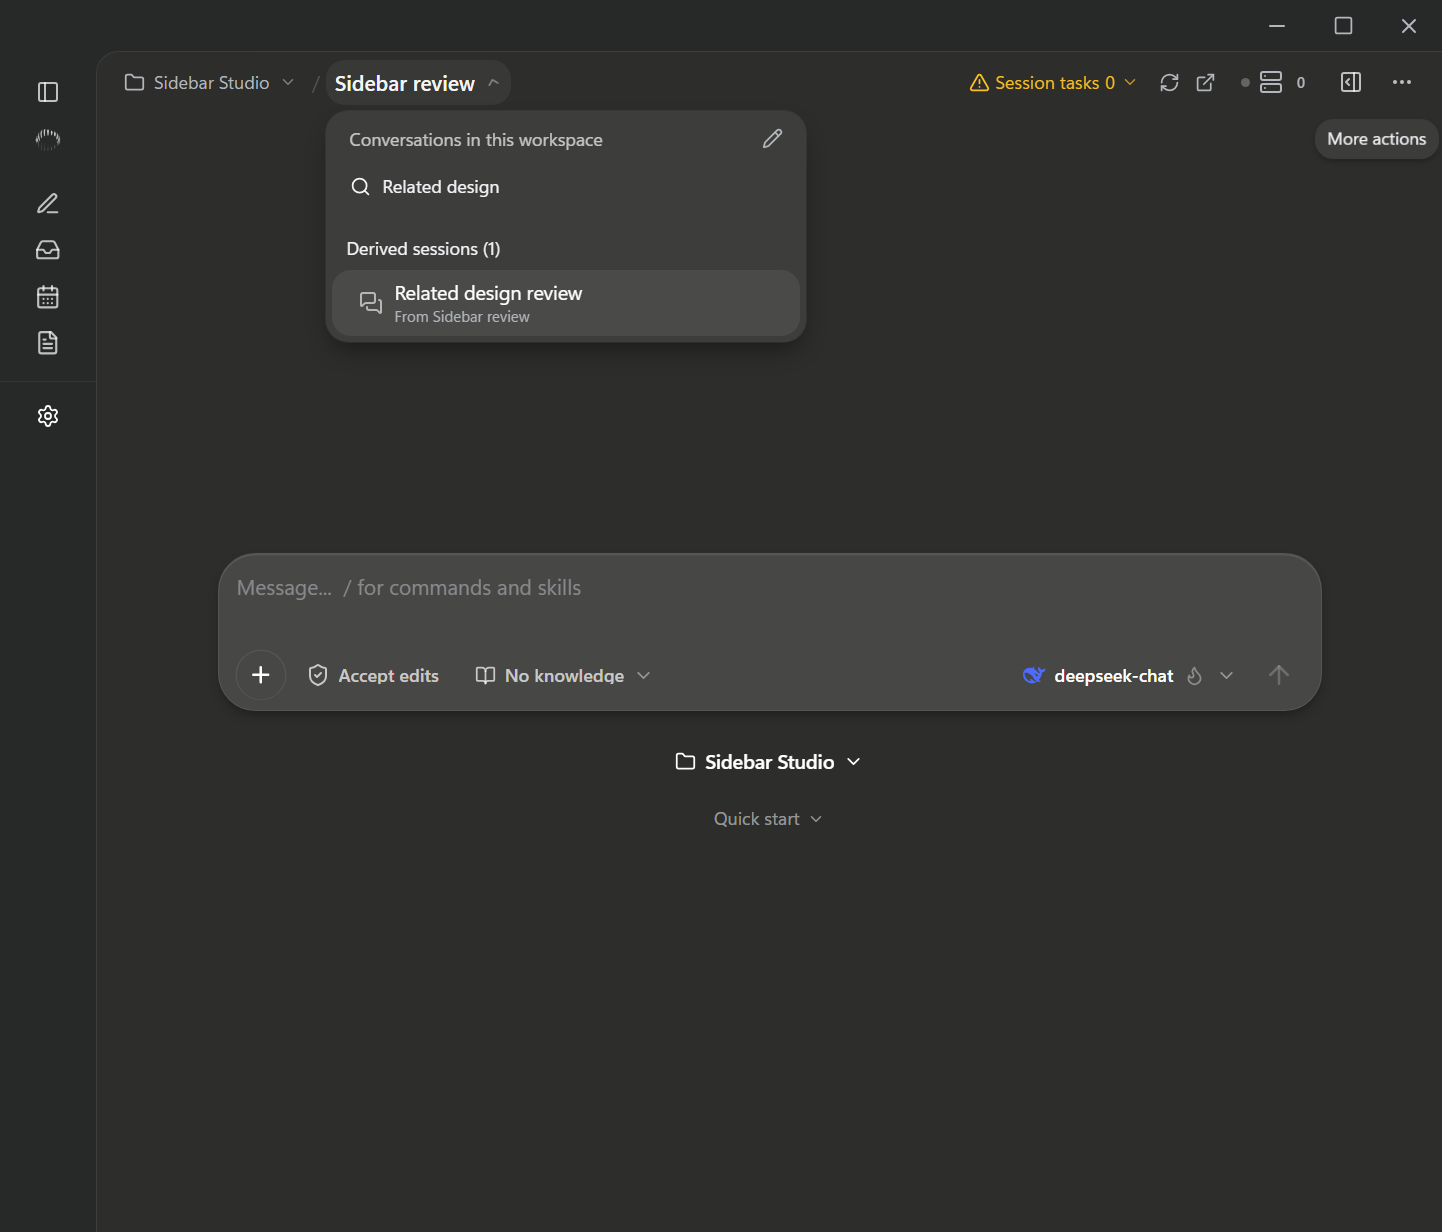 Sidebar Studio / Sidebar review
Session tasks 0
0
More actions
Conversations in this workspace
Related design
Derived sessions (1)
Related design review
From Sidebar review
Message... / for commands and skills
Accept edits
No knowledge
deepseek-chat
Sidebar Studio
Quick start